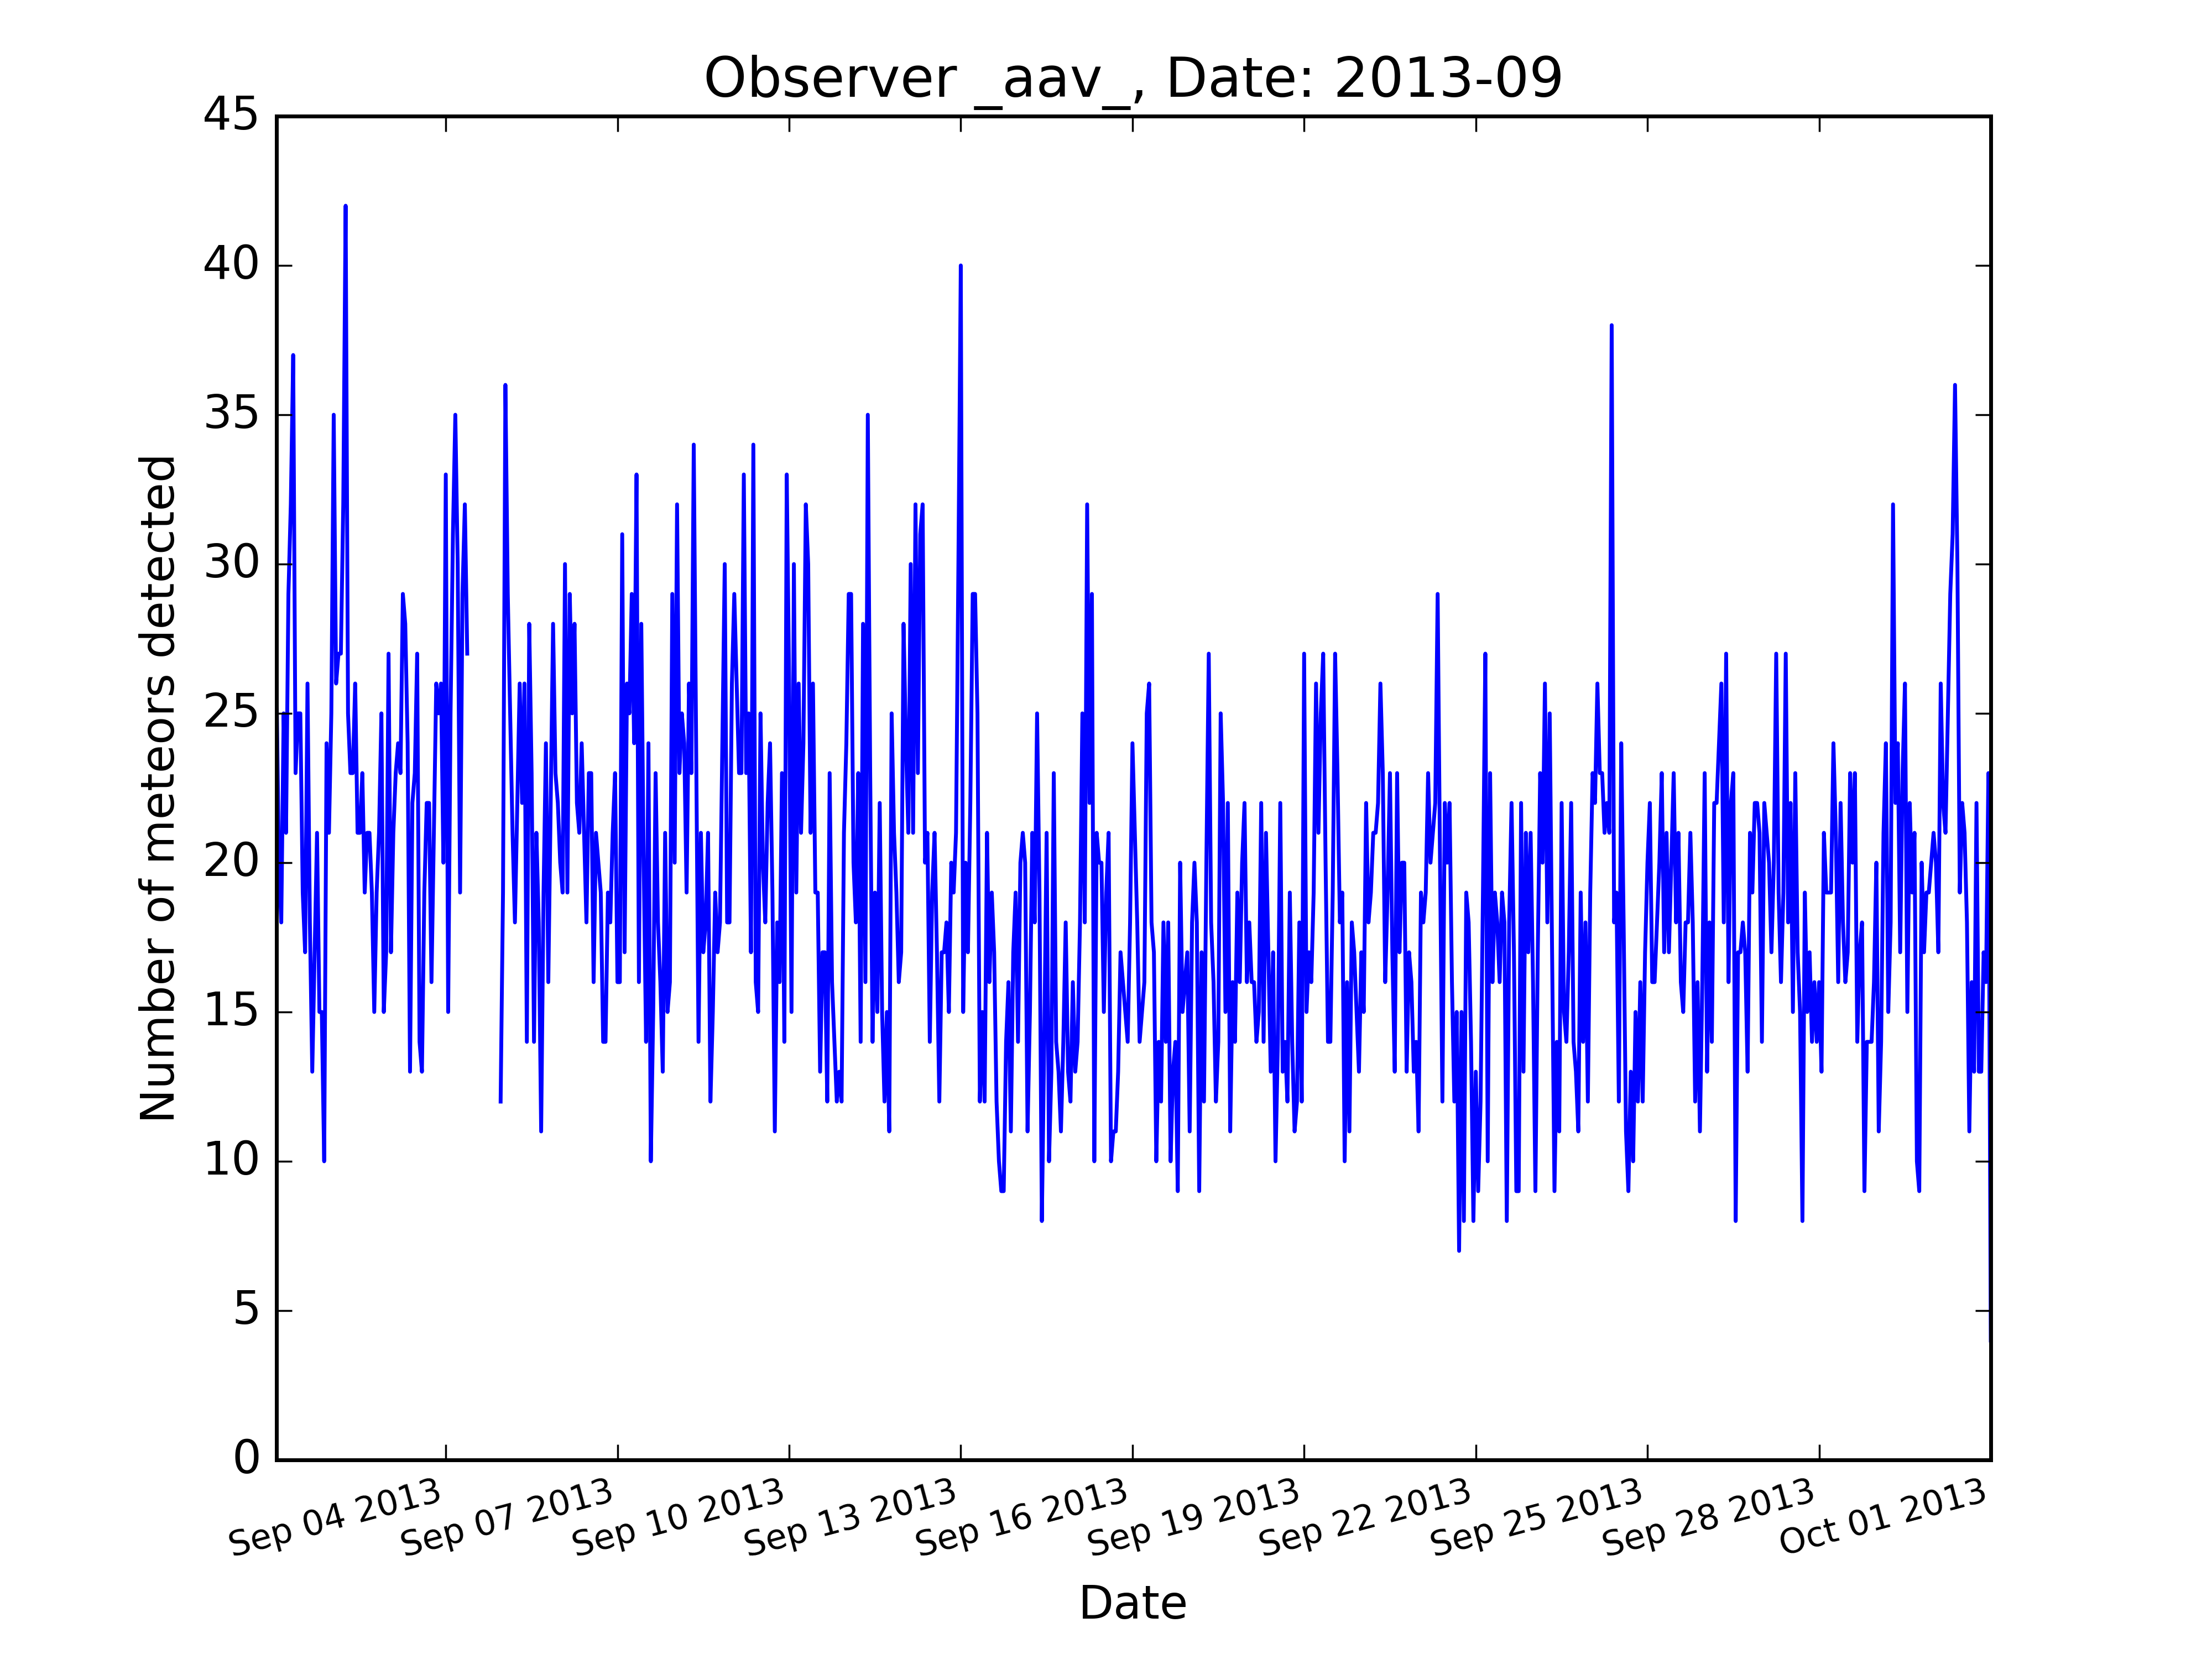 Observer _aav_, Date: 2013-09
45
40
35
30
25
20
15
10
5
0
Number of meteors detected
Sep 04 2013
Sep 07 2013
Sep 10 2013
Sep 13 2013
Sep 16 2013
Sep 19 2013
Sep 22 2013
Sep 25 2013
Sep 28 2013
Oct 01 2013
Date